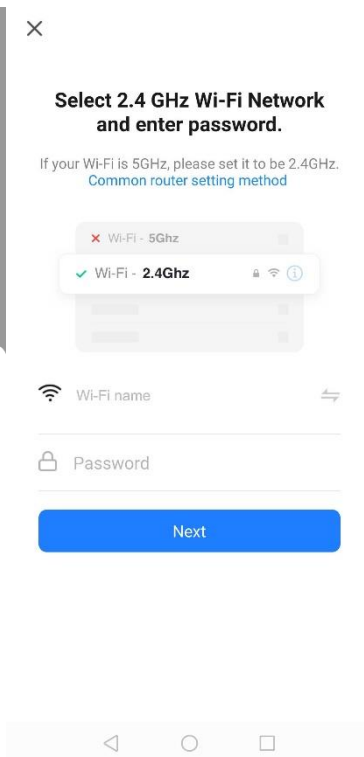 Select 2.4 GHz Wi-Fi Network
and enter password.
If your Wi-Fi is 5GHz, please set it to be 2.4GHz.
Common router setting method
Wi-Fi - 5Ghz
Wi-Fi - 2.4Ghz
Wi-Fi name
Password
Next